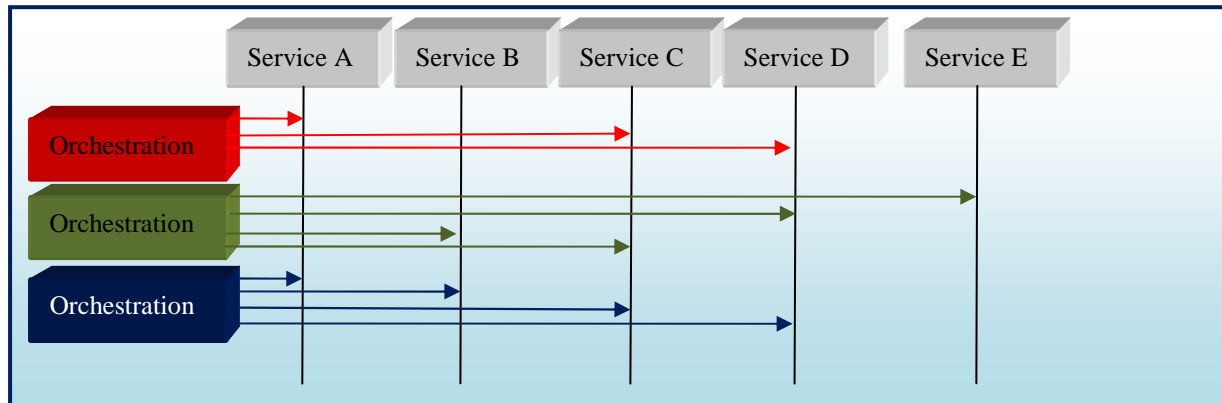 Service A
Service B
Service C
Service D
Service E
Orchestration
Orchestration
Orchestration